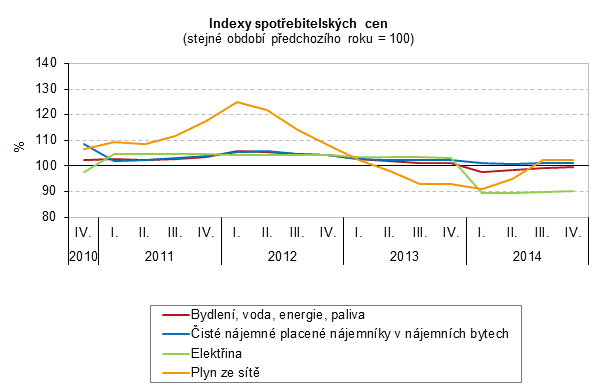 Indexy spotřebitelských cen
(stejné období předchozího roku = 100)
140
130
120
110
100
90
80
%
IV. I. II. III. IV. I. II. III. IV. I. II. III. IV. I. II. III. IV.
2010 2011 2012 2013 2014
Bydlení, voda, energie, paliva
Čisté nájemné placené nájemníky v nájemních bytech
Elektřina
Plyn ze sítě